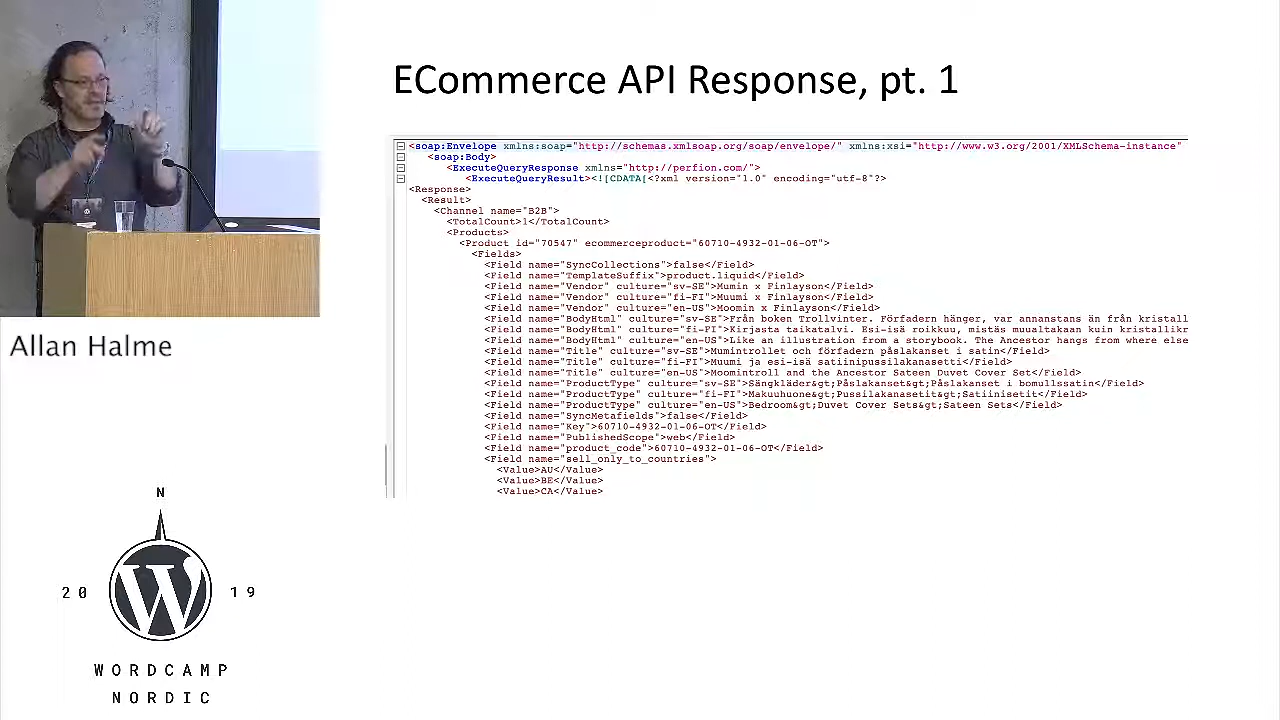 ECommerce API Response, pt. 1
<soap:Envelope xmlns:soap="http://schemas.xmlsoap.org/soap/envelope/" xmlns:xsi="http://www.w3.org/2001/XMLSchema-instance"
<soap:Body>
<ExecuteQueryResponse xmlns="http://perfion.com/">
<ExecuteQueryResult><![CDATA[<?xml version="1.0" encoding="utf-8"?>
<Response>
<Result>
<Channel name="B2B">
<TotalCount>1</TotalCount>
<Products>
<Product id="70547" ecommerceproduct="60710-4932-01-06-OT">
<Fields>
<Field name="SyncCollections">false</Field>
<Field name="TemplateSuffix">product.liquid</Field>
<Field name="Vendor" culture="sv-SE">Mumin x Finlayson</Field>
<Field name="Vendor" culture="fi-FI">Muumi x Finlayson</Field>
<Field name="Vendor" culture="en-US">Moomin x Finlayson</Field>
<Field name="BodyHtml" culture="sv-SE">Från boken Trollvinter. Förfadern hänger, var annanstans än från kristall
<Field name="BodyHtml" culture="fi-FI">Kirjasta taikatalvi. Esi-isä roikkuu, mistäs muualtakaan kuin kristallikr
<Field name="BodyHtml" culture="en-US">Like an illustration from a storybook. The Ancestor hangs from where else
<Field name="Title" culture="sv-SE">Mumintrollet och förfadern påslakanset i satin</Field>
<Field name="Title" culture="fi-FI">Muumi ja esi-isä satiinipussilakanasetti</Field>
<Field name="Title" culture="en-US">Moomintroll and the Ancestor Sateen Duvet Cover Set</Field>
<Field name="ProductType" culture="sv-SE">Sängkläder&gt;Påslakanset&gt;Påslakanset i bomullssatin</Field>
<Field name="ProductType" culture="fi-FI">Makuuhuone&gt;Pussilakanasetit&gt;Satiinisetit</Field>
<Field name="ProductType" culture="en-US">Bedroom&gt;Duvet Cover Sets&gt;Sateen Sets</Field>
<Field name="SyncMetafields">false</Field>
<Field name="Key">60710-4932-01-06-OT</Field>
<Field name="PublishedScope">web</Field>
<Field name="product_code">60710-4932-01-06-OT</Field>
<Field name="sell_only_to_countries">
<Value>AU</Value>
<Value>BE</Value>
<Value>CA</Value>
Allan Halme
N
20 19
WORDCAMP
NORDIC